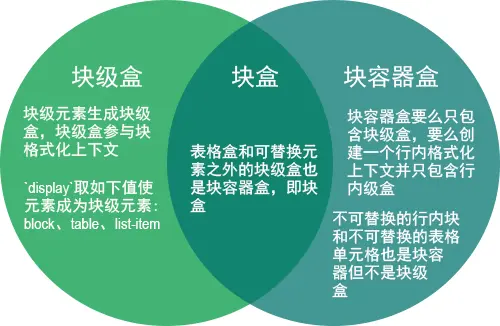 块级盒
块级元素生成块级
盒，块级盒参与块
格式化上下文
`display`取如下值使
元素成为块级元素：
block、table、list-item
块盒
表格盒和可替换元
素之外的块级盒也
是块容器盒，即块
盒
块容器盒
块容器盒要么只包
含块级盒，要么创
建一个行内格式化
上下文并只包含行
内级盒
不可替换的行内块
和不可替换的表格
单元格也是块容
器但不是块级
盒